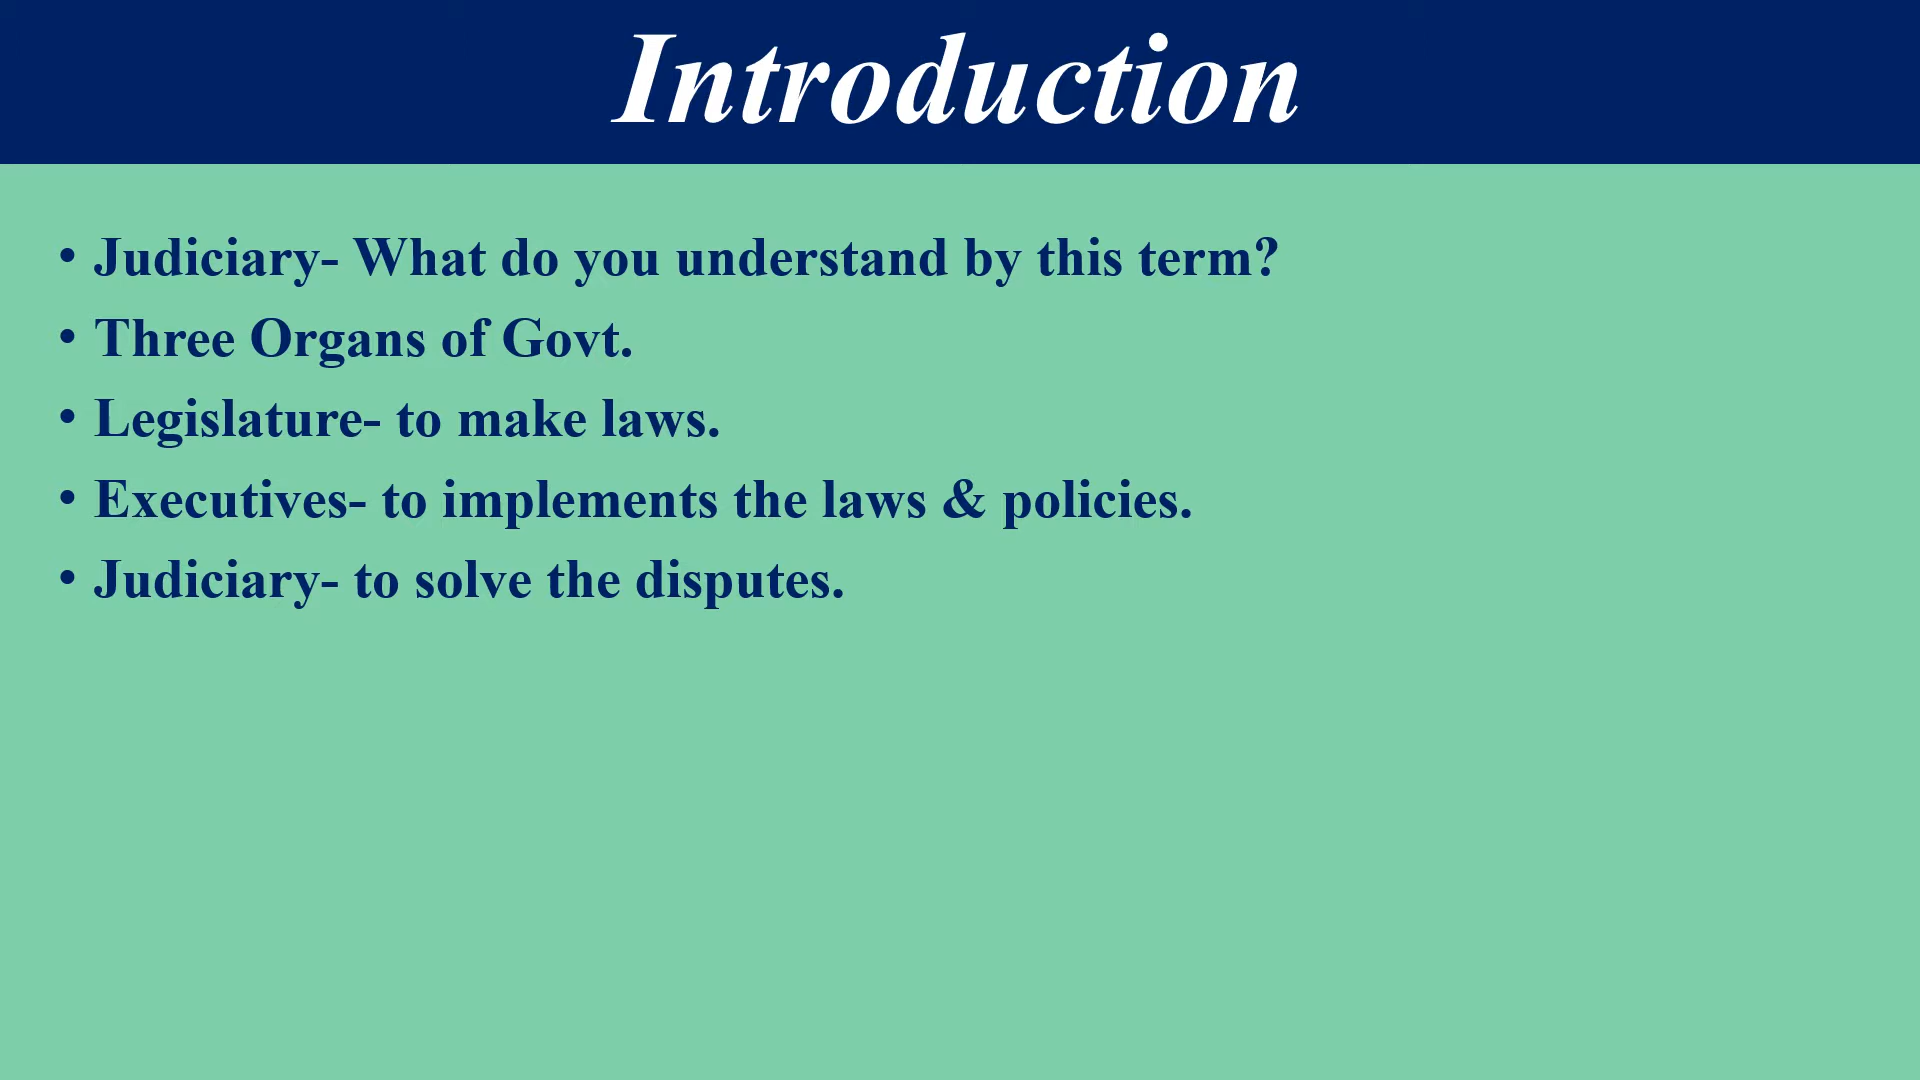 Introduction
• Judiciary- What do you understand by this term?
• Three Organs of Govt.
• Legislature- to make laws.
• Executives- to implements the laws & policies.
• Judiciary- to solve the disputes.